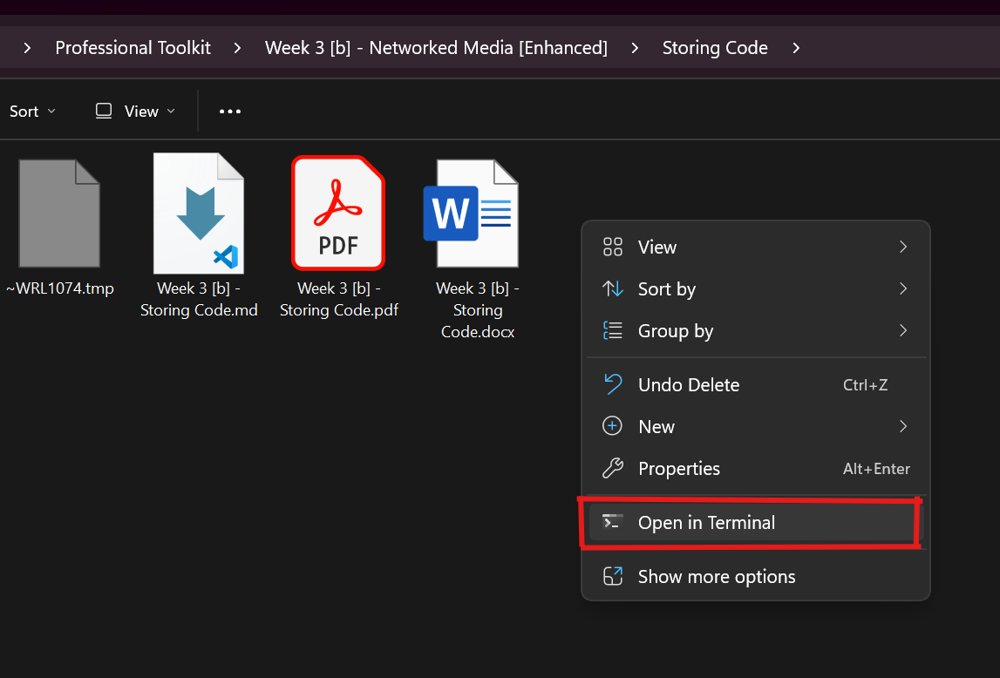 Professional Toolkit > Week 3 [b] - Networked Media [Enhanced] > Storing Code >
Sort View ...
~WRL1074.tmp
Week 3 [b] -
Storing Code.md
PDF
Week 3 [b] -
Storing Code.pdf
W
Week 3 [b] -
Storing
Code.docx
View
Sort by
Group by
Undo Delete Ctrl+Z
New
Properties Alt+Enter
Open in Terminal
Show more options